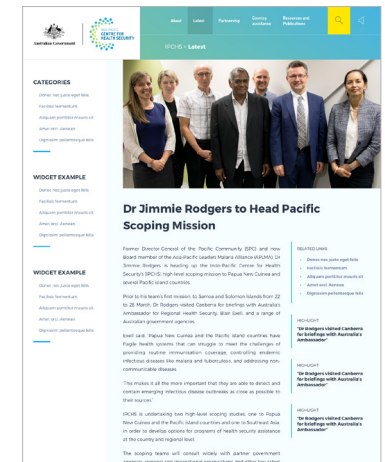 About
Latest
Partnership
Country assistance
Resources and Publications
Australian Government
INDO-PACIFIC
CENTRE FOR
HEALTH SECURITY
IPCHS – Latest
CATEGORIES
Donec nec justo eget felis
Facilisis fermentum.
Aliquam porttitor mauris sit
Amet orci. Aenean
Dignissim pellentesque felis
WIDGET EXAMPLE
Donec nec justo eget felis
Facilisis fermentum.
Aliquam porttitor mauris sit
Amet orci. Aenean
Dignissim pellentesque felis
WIDGET EXAMPLE
Donec nec justo eget felis
Facilisis fermentum.
Aliquam porttitor mauris sit
Amet orci. Aenean
Dignissim pellentesque felis
Dr Jimmie Rodgers to Head Pacific
Scoping Mission
Former Director-General of the Pacific Community (SPC) and now
Board member of the Asia-Pacific Leaders Malaria Alliance (APLMA), Dr
Jimmie Rodgers is heading up the Indo-Pacific Centre for Health
Security's (IPCHS) high-level scoping mission to Papua New Guinea and
several Pacific Island countries.
Prior to his team's first mission, to Samoa and Solomon Islands from 22
to 28 March, Dr Rodgers visited Canberra for briefings with Australia's
Ambassador for Regional Health Security, Blair Exell, and a range of
Australian government agencies.
Exell said: Papua New Guinea and the Pacific Island countries have
fragile health systems that can struggle to meet the challenges of
providing routine immunisation coverage, controlling endemic
infectious diseases like malaria and tuberculosis, and addressing non-
communicable diseases.
'This makes it all the more important that they are able to detect and
contain emerging infectious disease outbreaks as close as possible to
their sources.'
IPCHS is undertaking two high-level scoping studies, one to Papua
New Guinea and the Pacific Island countries and one to Southeast Asia,
in order to develop options for programs of health security assistance
at the country and regional level.
The scoping teams will consult widely with partner government
agencies, regional and international organisations, and other key actors
RELATED LINKS
Donec nec justo eget felis
Facilisis fermentum.
Aliquam porttitor mauris sit
Amet orci. Aenean
Dignissim pellentesque felis
HIGHLIGHT
"Dr Rodgers visited Canberra
for briefings with Australia's
Ambassador"
HIGHLIGHT
"Dr Rodgers visited Canberra
for briefings with Australia's
Ambassador"
HIGHLIGHT
"Dr Rodgers visited Canberra
for briefings with Australia's
Ambassador"